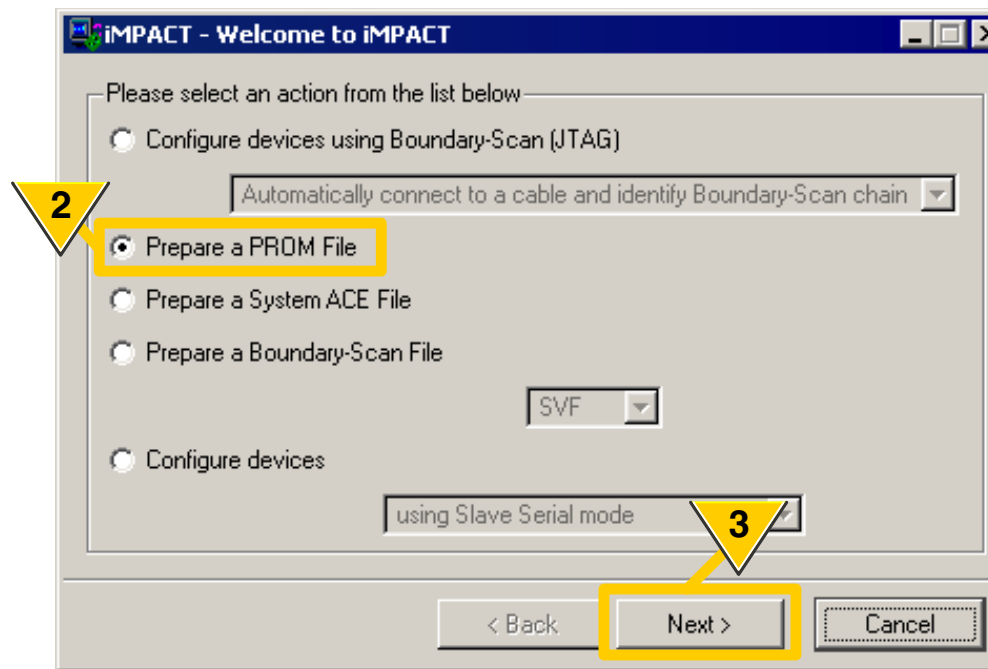 iMPACT - Welcome to iMPACT
Please select an action from the list below
Configure devices using Boundary-Scan (JTAG)
Automatically connect to a cable and identify Boundary-Scan chain
2
Prepare a PROM File
Prepare a System ACE File
Prepare a Boundary-Scan File
SVF
Configure devices
using Slave Serial mode
3
< Back
Next >
Cancel